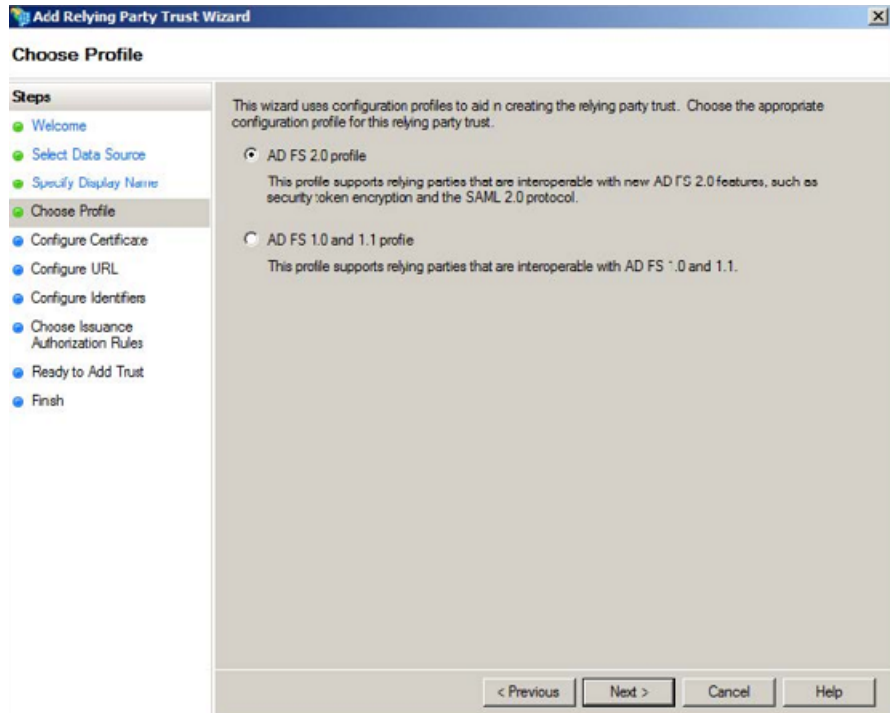 Add Relying Party Trust Wizard
Choose Profile
Steps
Welcome
Select Data Source
Specify Display Name
Choose Profile
Configure Certificate
Configure URL
Configure Identifiers
Choose Issuance
Authorization Rules
Ready to Add Trust
Finish
This wizard uses configuration profiles to aid in creating the relying party trust. Choose the appropriate
configuration profile for this relying party trust.
AD FS 2.0 profile
This profile supports relying parties that are interoperable with new AD FS 2.0 features, such as
security token encryption and the SAML 2.0 protocol.
AD FS 1.0 and 1.1 profile
This profile supports relying parties that are interoperable with AD FS 1.0 and 1.1.
< Previous
Next >
Cancel
Help